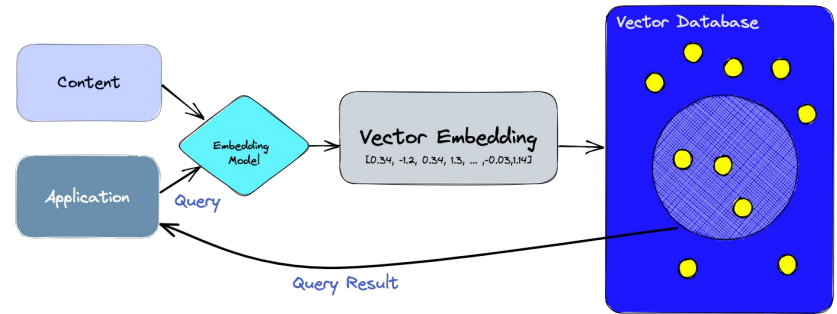 Vector Database
Content
Embedding
Model
Vector Embedding
[0.34, -1.2, 0.34, 1.3, ... ,-0.03,1.14]
Application
Query
Query Result